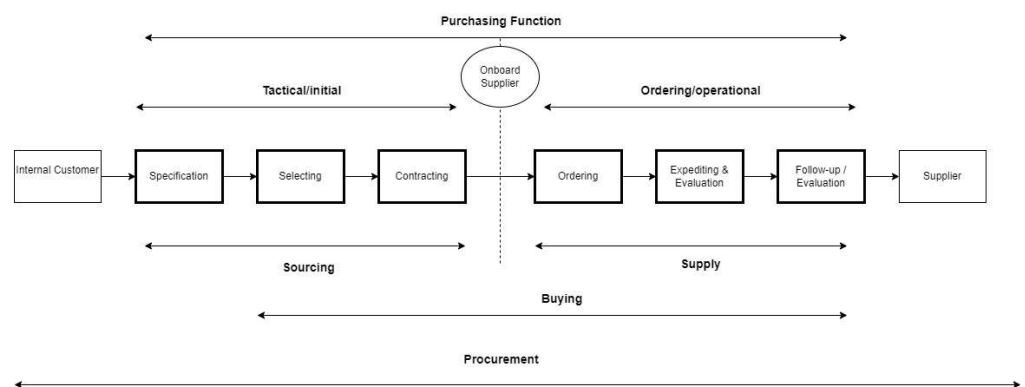 Purchasing Function
Onboard
Supplier
Tactical/initial
Ordering/operational
Internal Customer
Specification
Selecting
Contracting
Ordering
Expediting &
Evaluation
Follow-up /
Evaluation
Supplier
Sourcing
Supply
Buying
Procurement